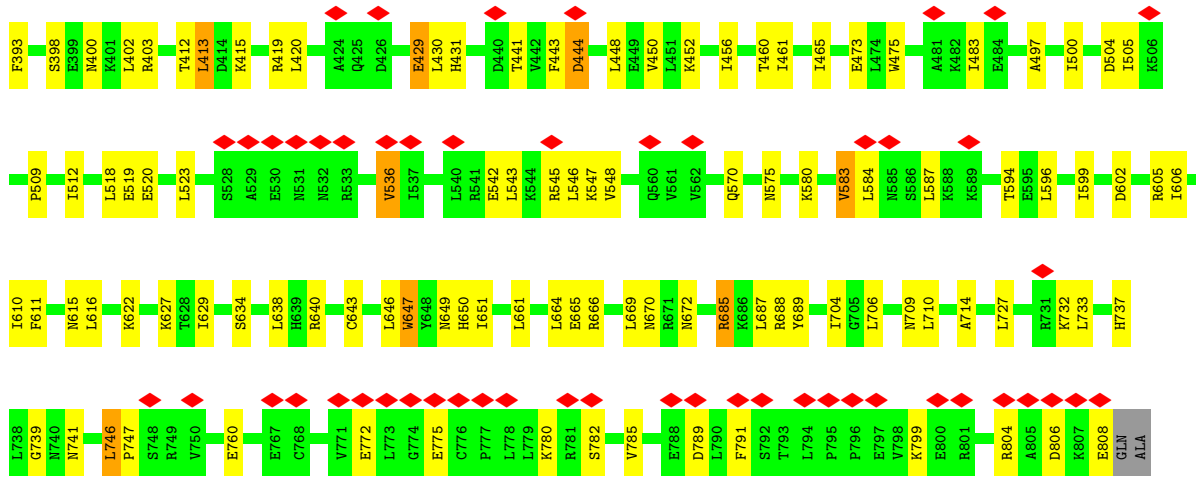 F393 S398 E399 N400 K401 L402 R403 T412 L413 D414 K415 R419 L420 A424 Q425 D426 E429 L430 H431 D440 T441 V442 F443 D444 L448 E449 V450 L451 K452 I456 T460 I461 I465 E473 L474 W475 A481 K482 I483 E484 A497 I500 D504 I505 K506
P509 I512 L518 E519 E520 L523 S528 A529 E530 N531 N532 R533 V536 I537 L540 R541 E542 L543 K544 R545 L546 K547 V548 Q560 V561 V562 Q570 N575 K580 V583 L584 N585 S586 L587 K588 K589 T594 E595 L596 I599 D602 R605 I606
I610 F611 N615 L616 K622 K627 T628 I629 S634 L638 H639 R640 C643 L646 W647 Y648 N649 H650 I651 L661 L664 E665 R666 L669 N670 R671 N672 R685 K686 L687 R688 Y689 I704 G705 L706 N709 L710 A714 L727 R731 K732 L733 H737
L738 G739 N740 N741 L746 P747 S748 R749 V750 E760 E767 C768 V771 E772 L773 G774 E775 C776 P777 L778 L779 K780 R781 S782 V785 E788 D789 L790 F791 S792 T793 L794 P795 P796 E797 V798 K799 E800 R801 R804 A805 D806 K807 E808 GLN ALA